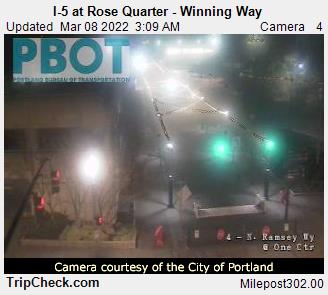 I-5 at Rose Quarter - Winning Way
Updated Mar 08 2022 3:09 AM Camera 4
PBOT
PORTLAND BUREAU OF TRANSPORTATION
4 - N. Ramsey Wy
@ One Ctr
Camera courtesy of the City of Portland
TripCheck.com Milepost302.00